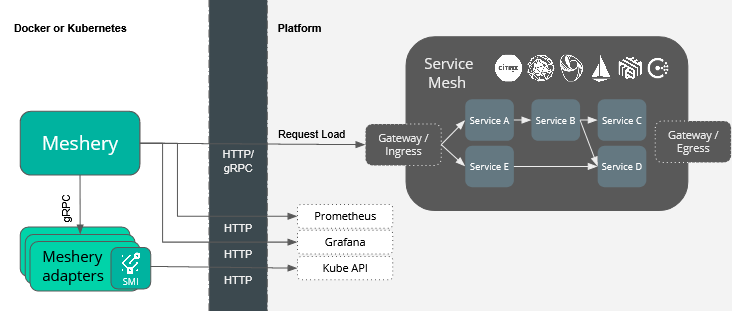 Docker or Kubernetes
Platform
Service
Mesh
CITRIX
Meshery
Request Load
HTTP/
gRPC
Gateway /
Ingress
Service A
Service B
Service C
Service E
Service D
Gateway /
Egress
gRPC
Prometheus
HTTP
Grafana
HTTP
Meshery
adapters
SMI
Kube API
HTTP